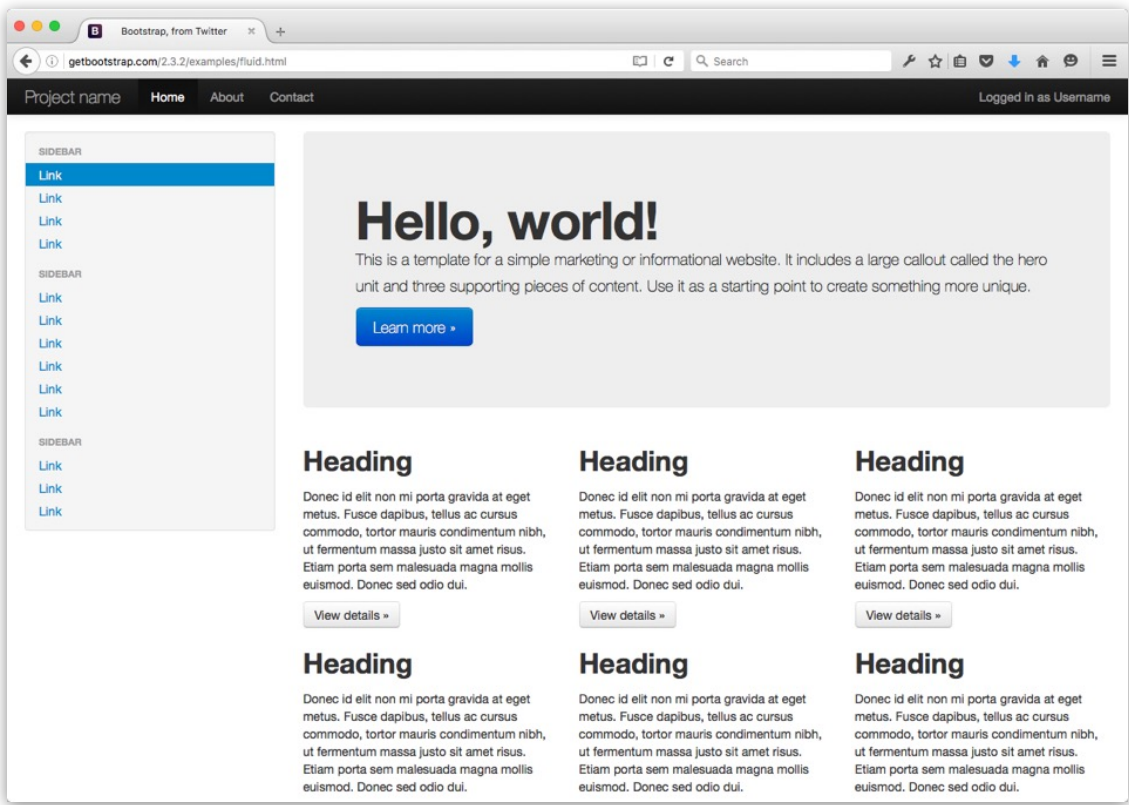 Bootstrap, from Twitter
getbootstrap.com/2.3.2/examples/fluid.html
Search
Project name Home About Contact Logged in as Username
SIDEBAR
Link
Link
Link
Link
SIDEBAR
Link
Link
Link
Link
Link
Link
SIDEBAR
Link
Link
Link
Hello, world!
This is a template for a simple marketing or informational website. It includes a large callout called the hero
unit and three supporting pieces of content. Use it as a starting point to create something more unique.
Learn more »
Heading
Donec id elit non mi porta gravida at eget
metus. Fusce dapibus, tellus ac cursus
commodo, tortor mauris condimentum nibh,
ut fermentum massa justo sit amet risus.
Etiam porta sem malesuada magna mollis
euismod. Donec sed odio dui.
View details »
Heading
Donec id elit non mi porta gravida at eget
metus. Fusce dapibus, tellus ac cursus
commodo, tortor mauris condimentum nibh,
ut fermentum massa justo sit amet risus.
Etiam porta sem malesuada magna mollis
euismod. Donec sed odio dui.
View details »
Heading
Donec id elit non mi porta gravida at eget
metus. Fusce dapibus, tellus ac cursus
commodo, tortor mauris condimentum nibh,
ut fermentum massa justo sit amet risus.
Etiam porta sem malesuada magna mollis
euismod. Donec sed odio dui.
View details »
Heading
Donec id elit non mi porta gravida at eget
metus. Fusce dapibus, tellus ac cursus
commodo, tortor mauris condimentum nibh,
ut fermentum massa justo sit amet risus.
Etiam porta sem malesuada magna mollis
euismod. Donec sed odio dui.
Heading
Donec id elit non mi porta gravida at eget
metus. Fusce dapibus, tellus ac cursus
commodo, tortor mauris condimentum nibh,
ut fermentum massa justo sit amet risus.
Etiam porta sem malesuada magna mollis
euismod. Donec sed odio dui.
Heading
Donec id elit non mi porta gravida at eget
metus. Fusce dapibus, tellus ac cursus
commodo, tortor mauris condimentum nibh,
ut fermentum massa justo sit amet risus.
Etiam porta sem malesuada magna mollis
euismod. Donec sed odio dui.